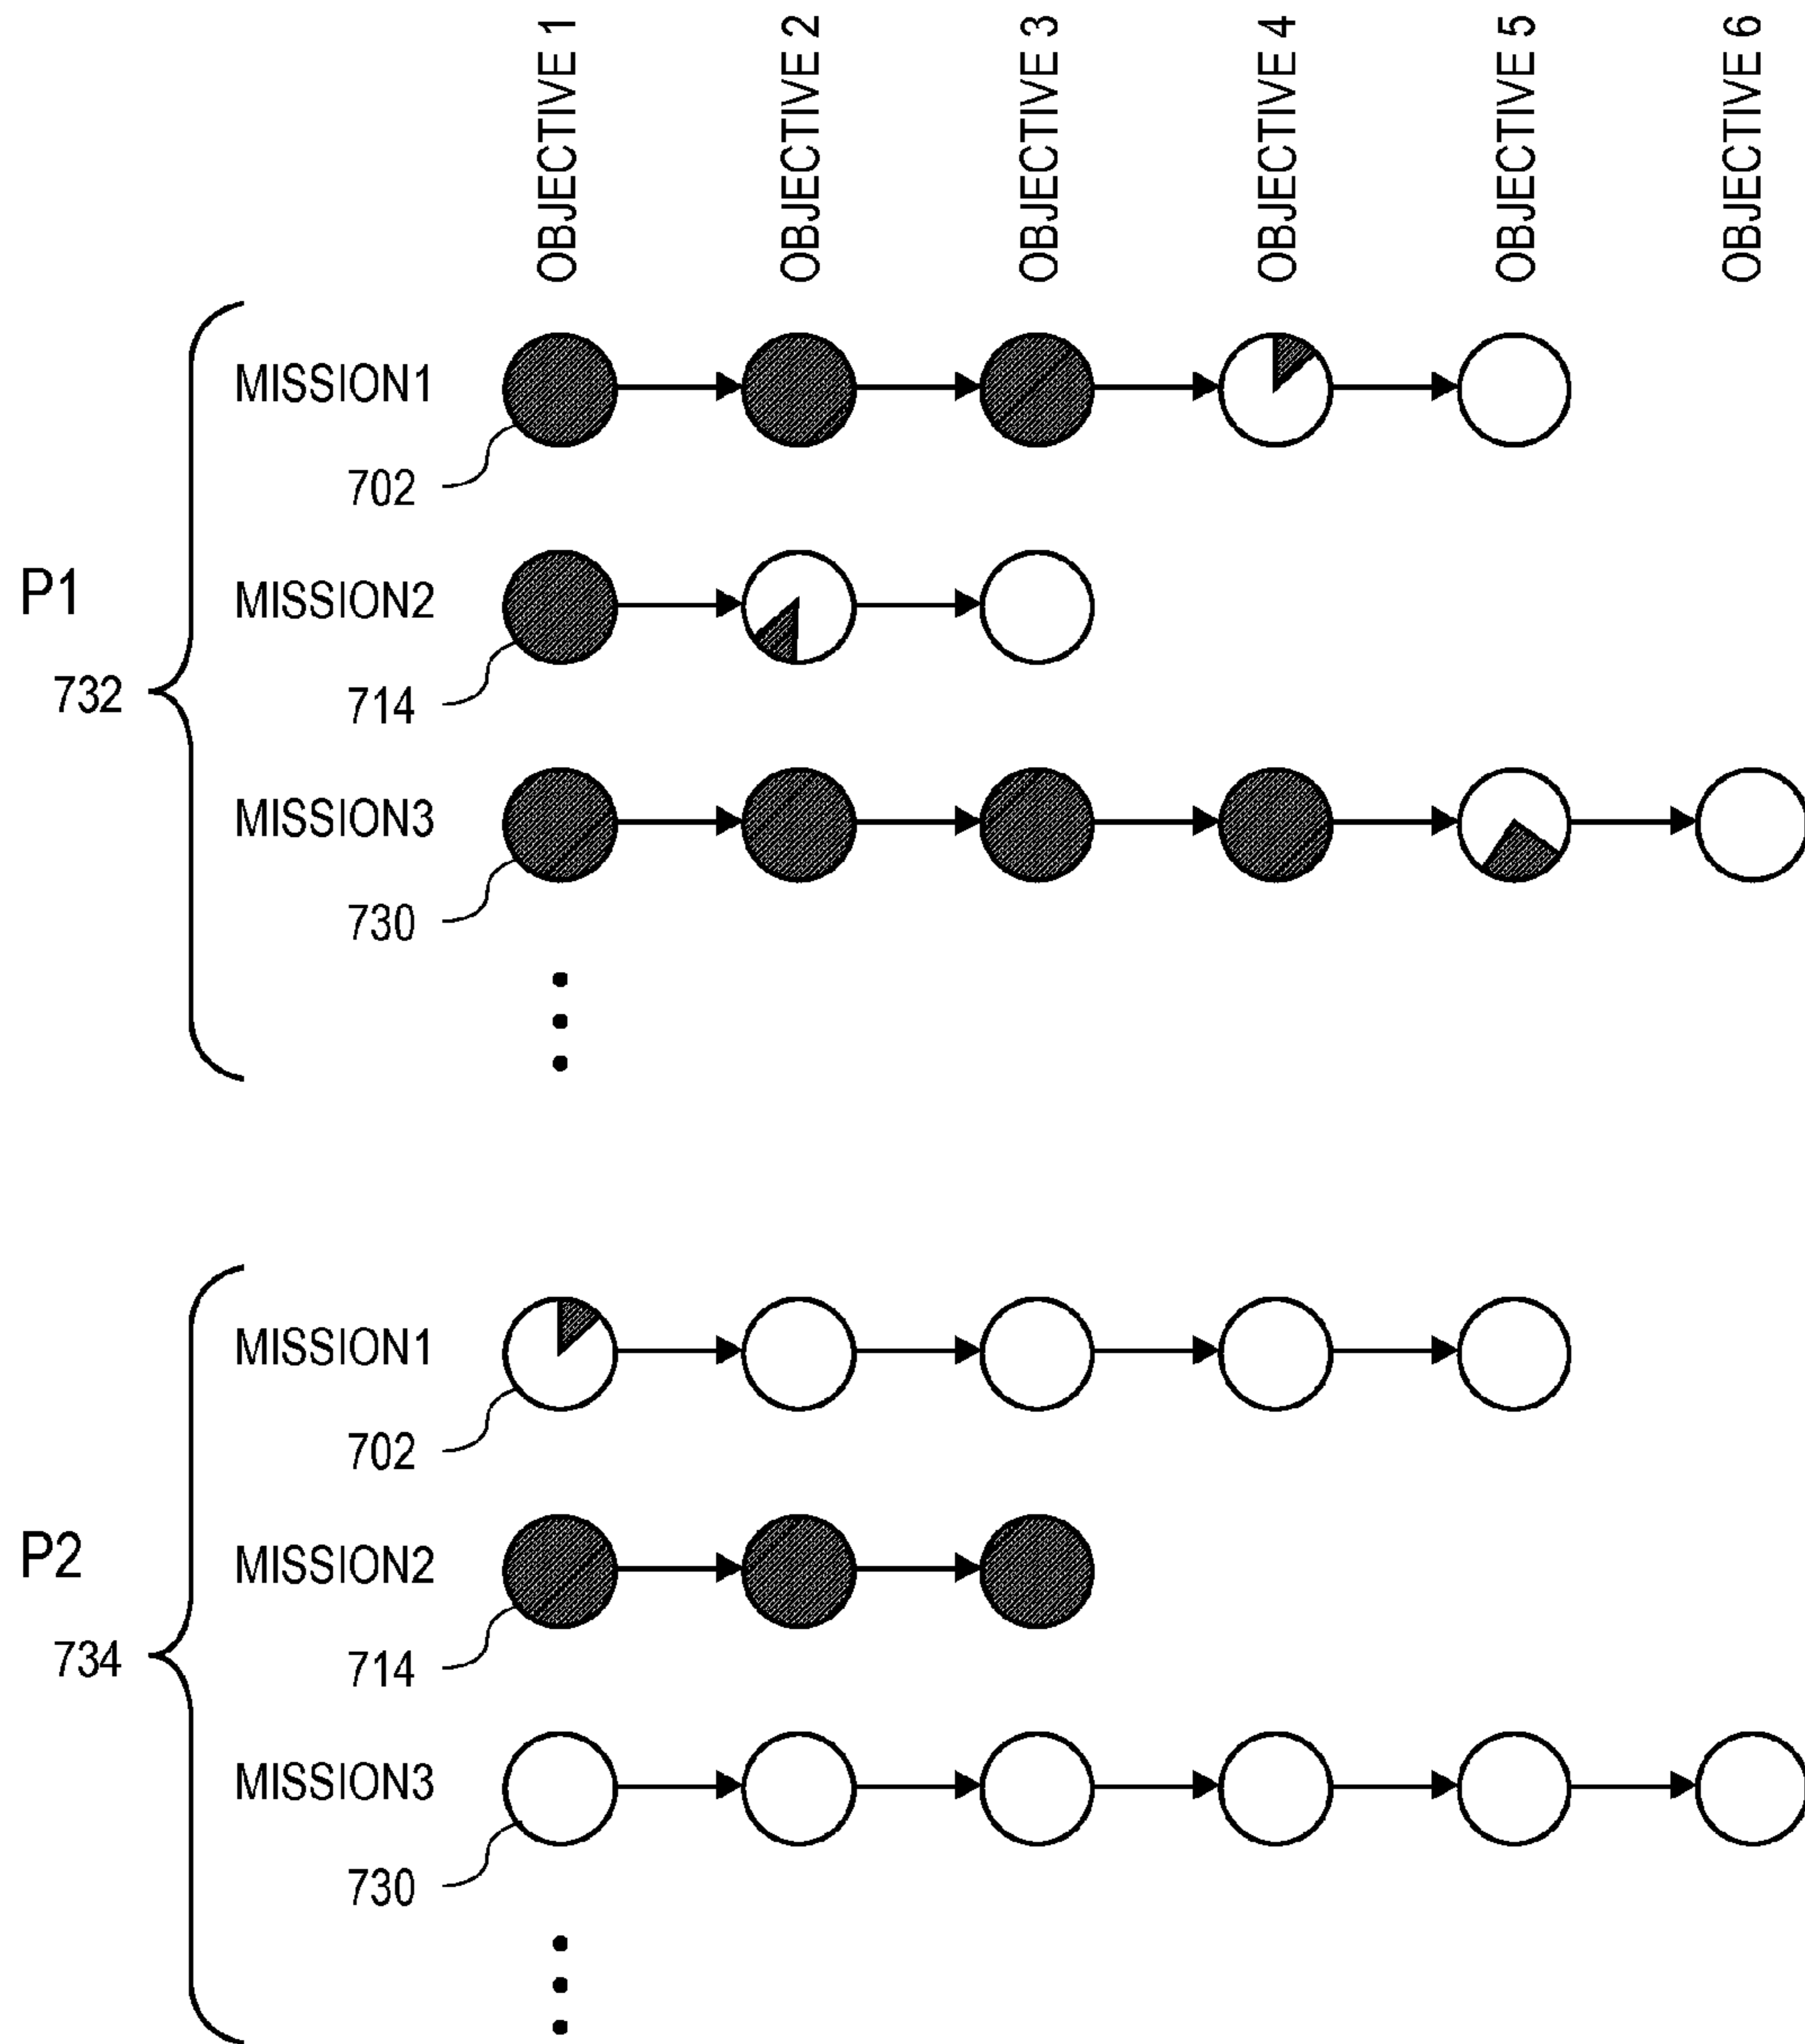 OBJECTIVE 1
OBJECTIVE 2
OBJECTIVE 3
OBJECTIVE 4
OBJECTIVE 5
OBJECTIVE 6
P1
732
MISSION1
702
MISSION2
714
MISSION3
730
P2
734
MISSION1
702
MISSION2
714
MISSION3
730